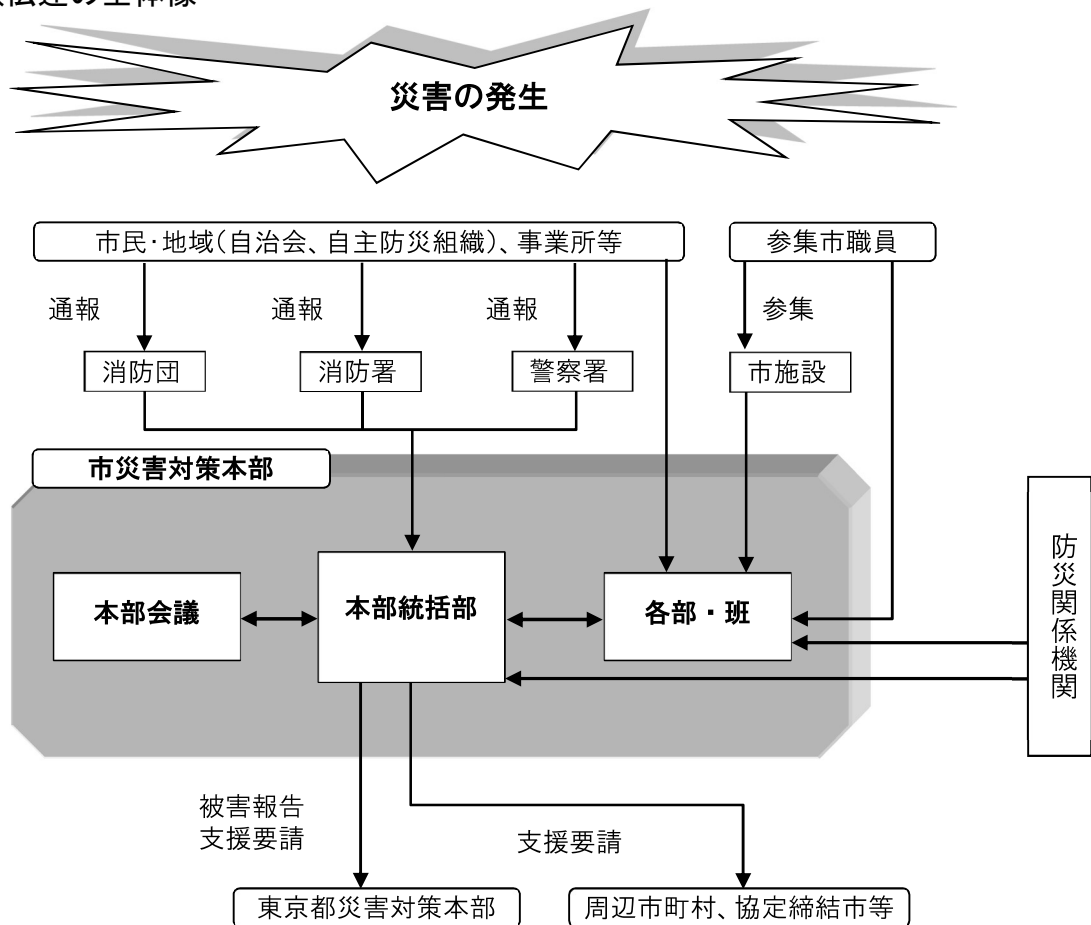 災害の発生
市民・地域(自治会、自主防災組織)、事業所等
参集市職員
通報
通報
通報
参集
消防団
消防署
警察署
市施設
市災害対策本部
本部会議
本部統括部
各部・班
防災関係機関
被害報告
支援要請
支援要請
東京都災害対策本部
周辺市町村、協定締結市等